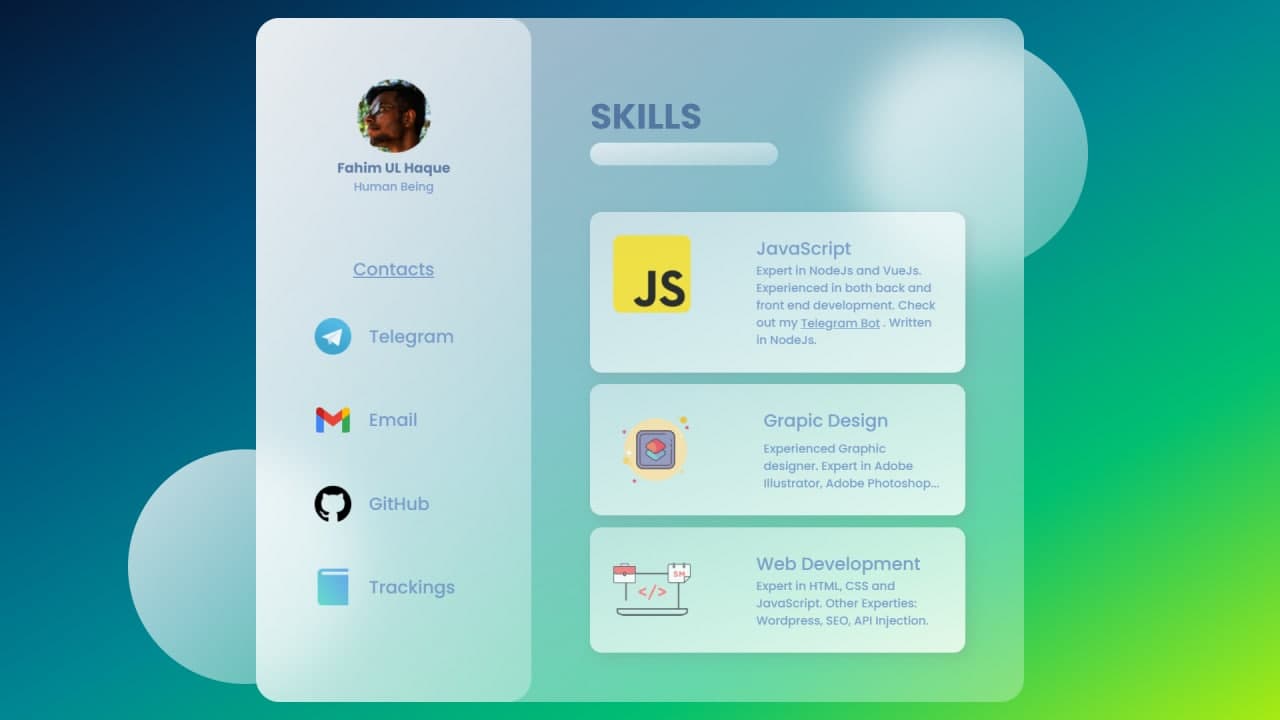 Fahim UL Haque
Human Being
Contacts
Telegram
Email
GitHub
Trackings
SKILLS
JS
JavaScript
Expert in NodeJs and VueJs.
Experienced in both back and
front end development. Check
out my Telegram Bot . Written
in NodeJs.
Grapic Design
Experienced Graphic
designer. Expert in Adobe
Illustrator, Adobe Photoshop...
SM
</>
Web Development
Expert in HTML, CSS and
JavaScript. Other Experties:
Wordpress, SEO, API Injection.